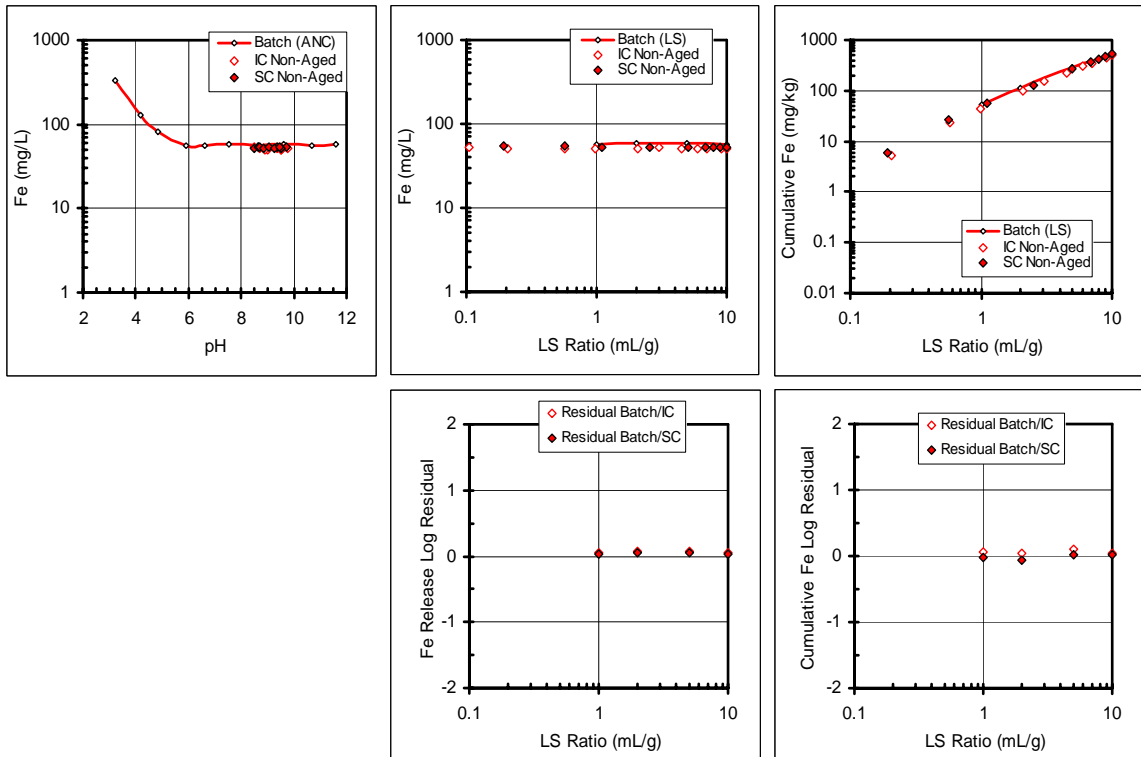 Fe (mg/L)
1000
100
10
1
2 4 6 8 10 12
pH
Batch (ANC)
IC Non-Aged
SC Non-Aged
Fe (mg/L)
1000
100
10
1
0.1 1 10
LS Ratio (mL/g)
Batch (LS)
IC Non-Aged
SC Non-Aged
Cumulative Fe (mg/kg)
1000
100
10
1
0.1
0.01
0.1 1 10
LS Ratio (mL/g)
Batch (LS)
IC Non-Aged
SC Non-Aged
Fe Release Log Residual
2
1
0
-1
-2
0.1 1 10
LS Ratio (mL/g)
Residual Batch/IC
Residual Batch/SC
Cumulative Fe Log Residual
2
1
0
-1
-2
0.1 1 10
LS Ratio (mL/g)
Residual Batch/IC
Residual Batch/SC